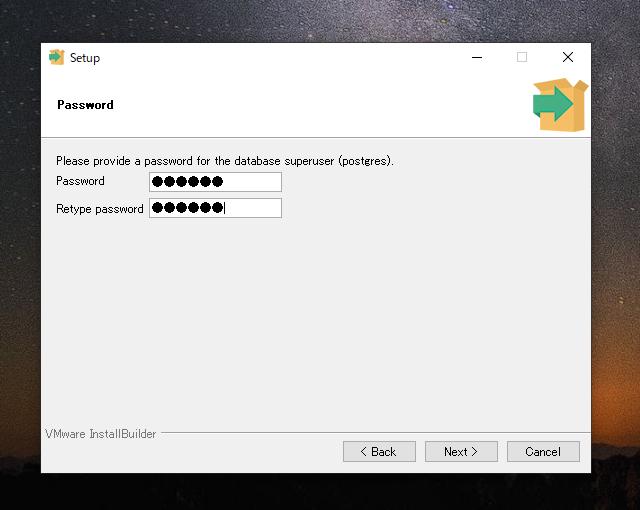 Setup
Password
Please provide a password for the database superuser (postgres).
Password ●●●●●●
Retype password ●●●●●●
VMware InstallBuilder
< Back Next > Cancel